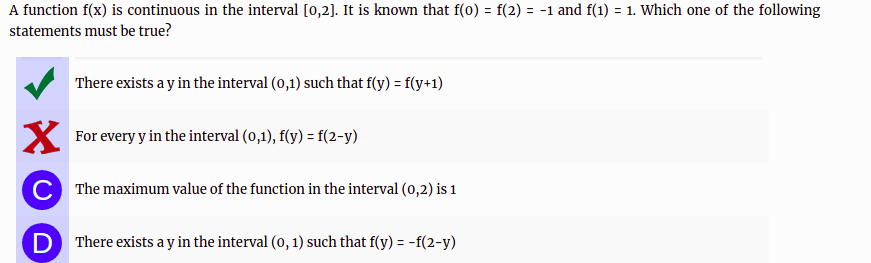 A function f(x) is continuous in the interval [0,2]. It is known that f(0) = f(2) = -1 and f(1) = 1. Which one of the following
statements must be true?
There exists a y in the interval (0,1) such that f(y) = f(y+1)
For every y in the interval (0,1), f(y) = f(2-y)
C The maximum value of the function in the interval (0,2) is 1
D There exists a y in the interval (0, 1) such that f(y) = -f(2-y)